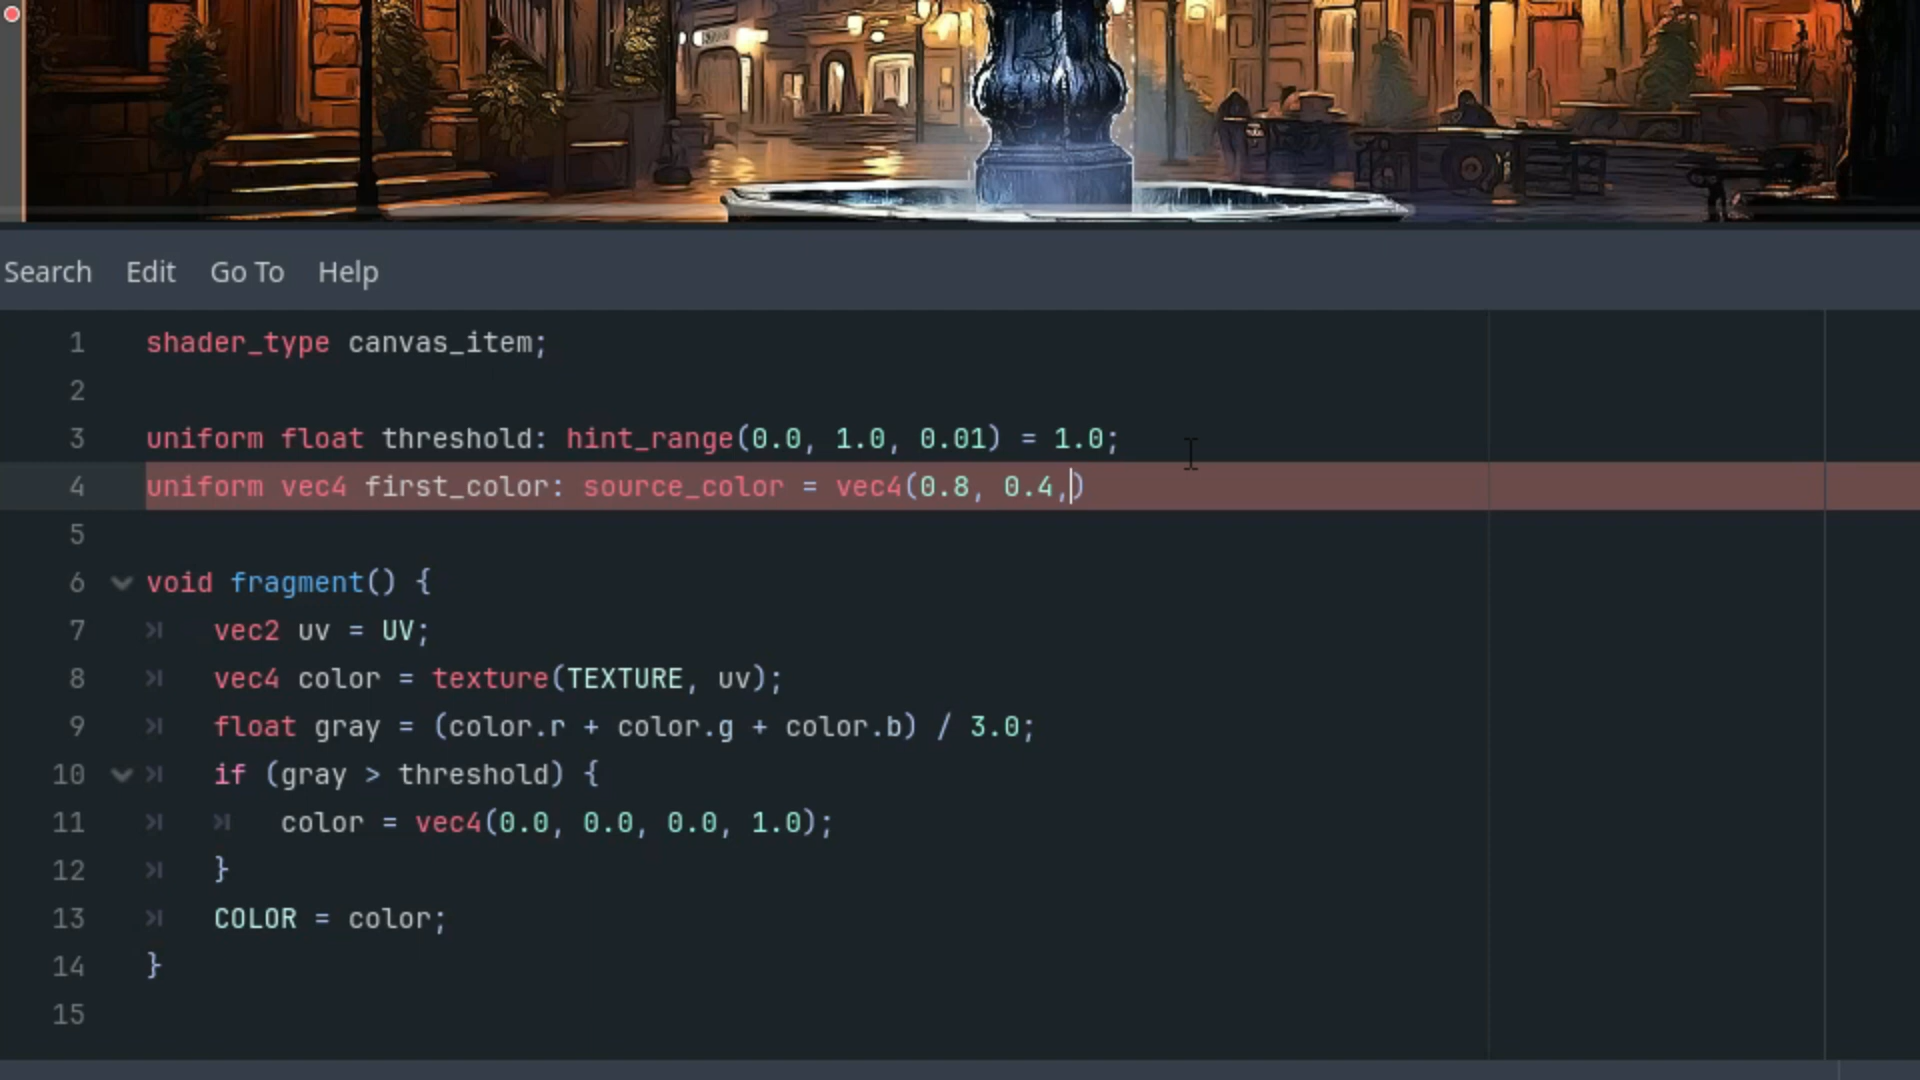 Search Edit Go To Help
1 shader_type canvas_item;
2
3 uniform float threshold: hint_range(0.0, 1.0, 0.01) = 1.0;
4 uniform vec4 first_color: source_color = vec4(0.8, 0.4,)
5
6 void fragment() {
7 vec2 uv = UV;
8 vec4 color = texture(TEXTURE, uv);
9 float gray = (color.r + color.g + color.b) / 3.0;
10 if (gray > threshold) {
11 color = vec4(0.0, 0.0, 0.0, 1.0);
12 }
13 COLOR = color;
14 }
15